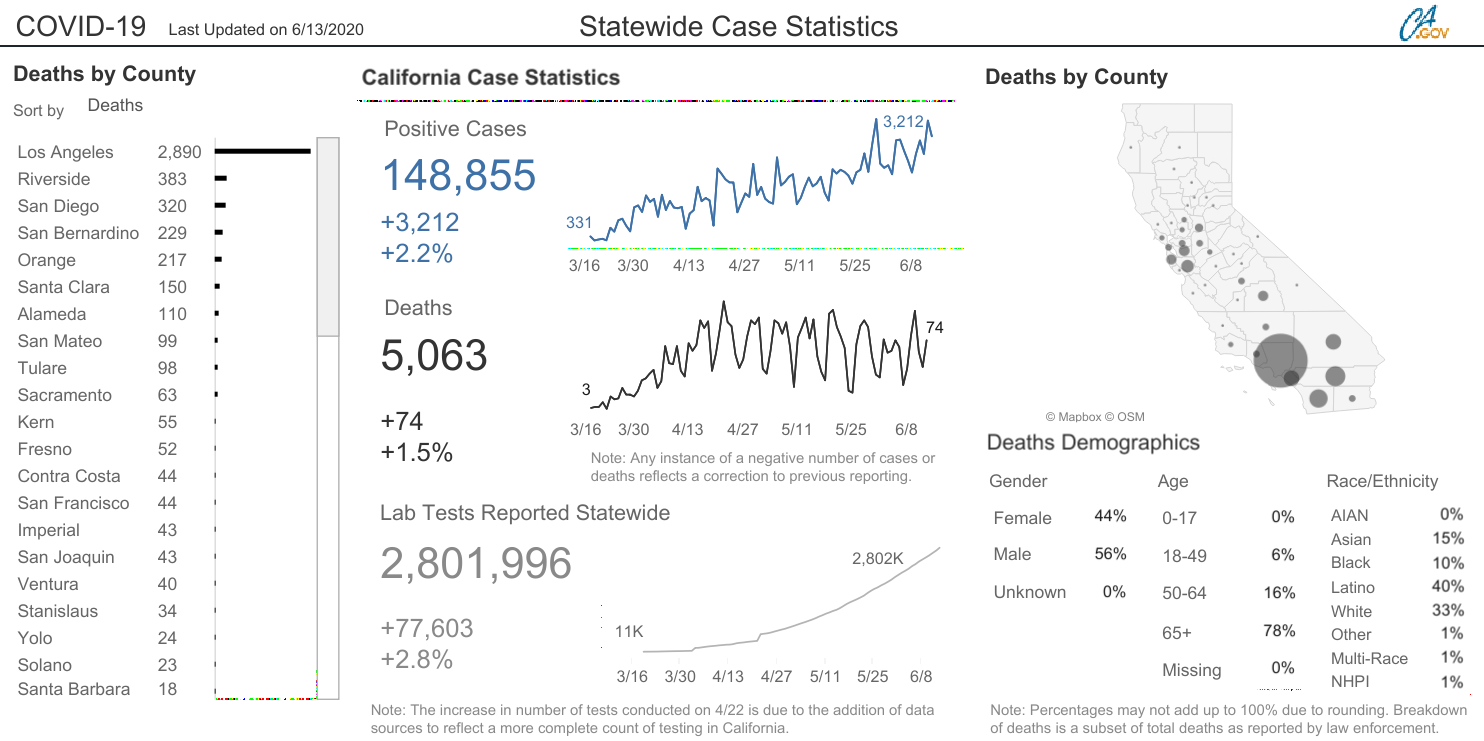 COVID-19 Last Updated on 6/13/2020
Statewide Case Statistics
CA.GOV
Deaths by County
Sort by Deaths
Los Angeles 2,890
Riverside 383
San Diego 320
San Bernardino 229
Orange 217
Santa Clara 150
Alameda 110
San Mateo 99
Tulare 98
Sacramento 63
Kern 55
Fresno 52
Contra Costa 44
San Francisco 44
Imperial 43
San Joaquin 43
Ventura 40
Stanislaus 34
Yolo 24
Solano 23
Santa Barbara 18
California Case Statistics
Positive Cases
148,855
+3,212
+2.2%
3,212
331
3/16 3/30 4/13 4/27 5/11 5/25 6/8
Deaths
5,063
+74
+1.5%
74
3
3/16 3/30 4/13 4/27 5/11 5/25 6/8
Note: Any instance of a negative number of cases or
deaths reflects a correction to previous reporting.
Lab Tests Reported Statewide
2,801,996
+77,603
+2.8%
2,802K
11K
3/16 3/30 4/13 4/27 5/11 5/25 6/8
Note: The increase in number of tests conducted on 4/22 is due to the addition of data
sources to reflect a more complete count of testing in California.
Deaths by County
© Mapbox © OSM
Deaths Demographics
Gender
Female 44%
Male 56%
Unknown 0%
Age
0-17 0%
18-49 6%
50-64 16%
65+ 78%
Missing 0%
Race/Ethnicity
AIAN 0%
Asian 15%
Black 10%
Latino 40%
White 33%
Other 1%
Multi-Race 1%
NHPI 1%
Note: Percentages may not add up to 100% due to rounding. Breakdown
of deaths is a subset of total deaths as reported by law enforcement.